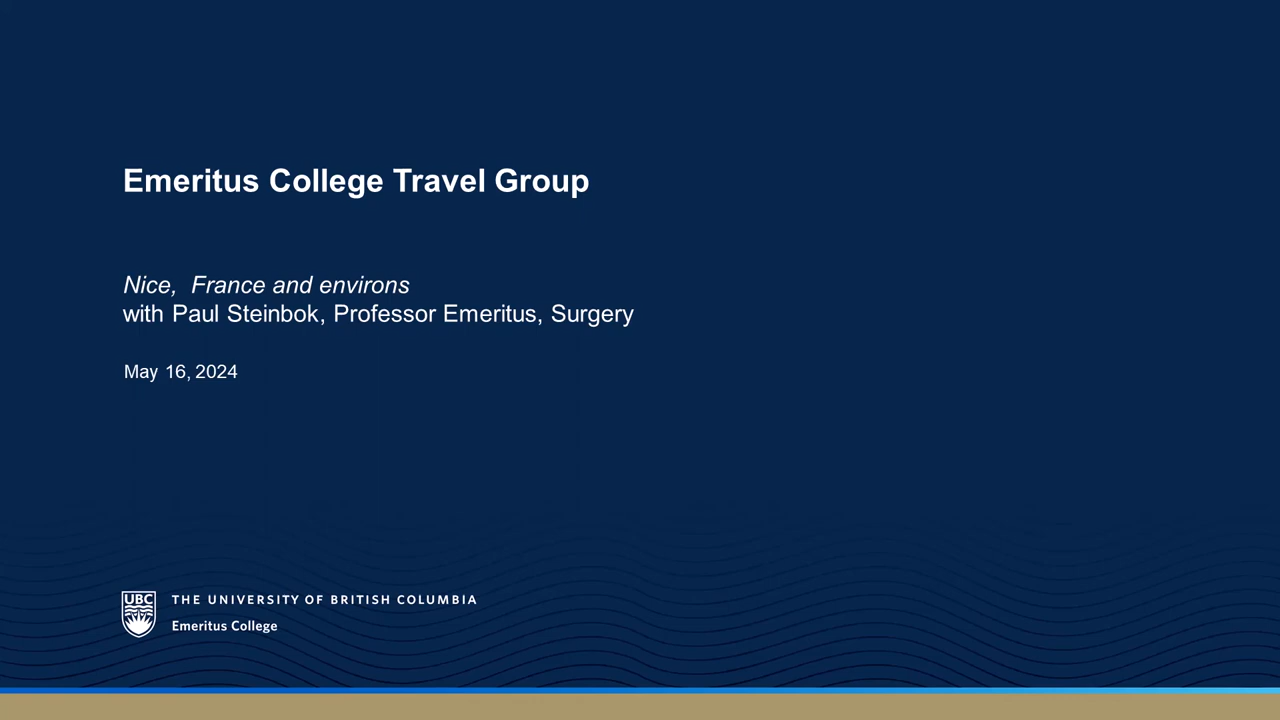 Emeritus College Travel Group
Nice,  France and environs
with Paul Steinbok, Professor Emeritus, Surgery
May 16, 2024
UBC
THE UNIVERSITY OF BRITISH COLUMBIA
Emeritus College